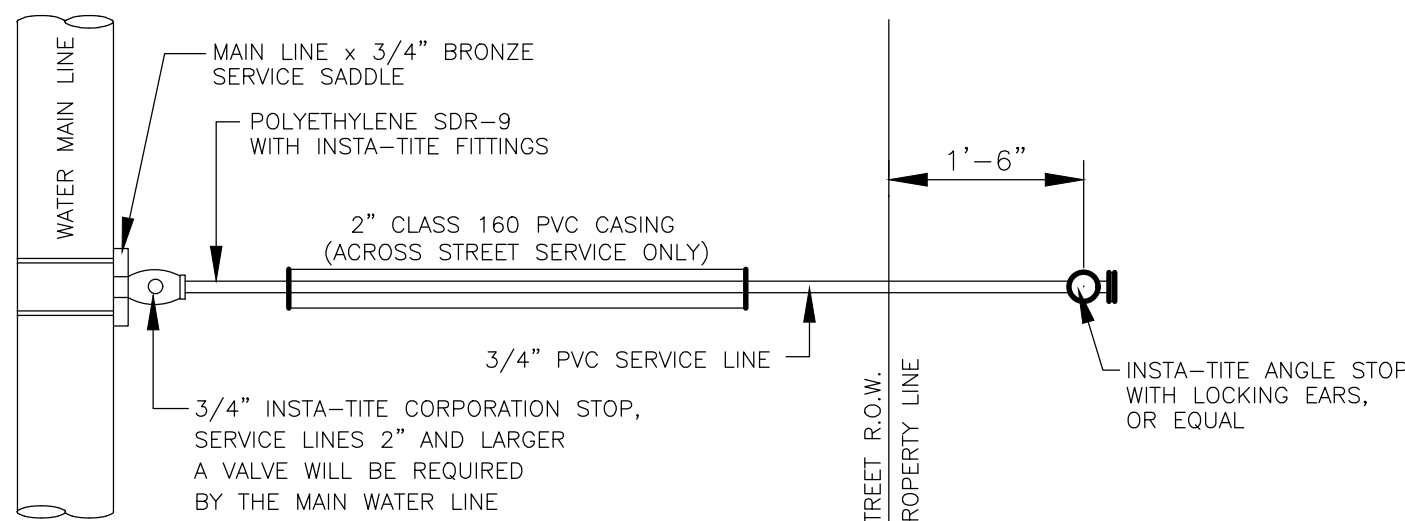 WATER MAIN LINE
MAIN LINE x 3/4" BRONZE
SERVICE SADDLE
POLYETHYLENE SDR-9
WITH INSTA-TITE FITTINGS
2" CLASS 160 PVC CASING
(ACROSS STREET SERVICE ONLY)
1'-6"
3/4" PVC SERVICE LINE
3/4" INSTA-TITE CORPORATION STOP,
SERVICE LINES 2" AND LARGER
A VALVE WILL BE REQUIRED
BY THE MAIN WATER LINE
TREET R.O.W.
ROPERTY LINE
INSTA-TITE ANGLE STOP
WITH LOCKING EARS,
OR EQUAL